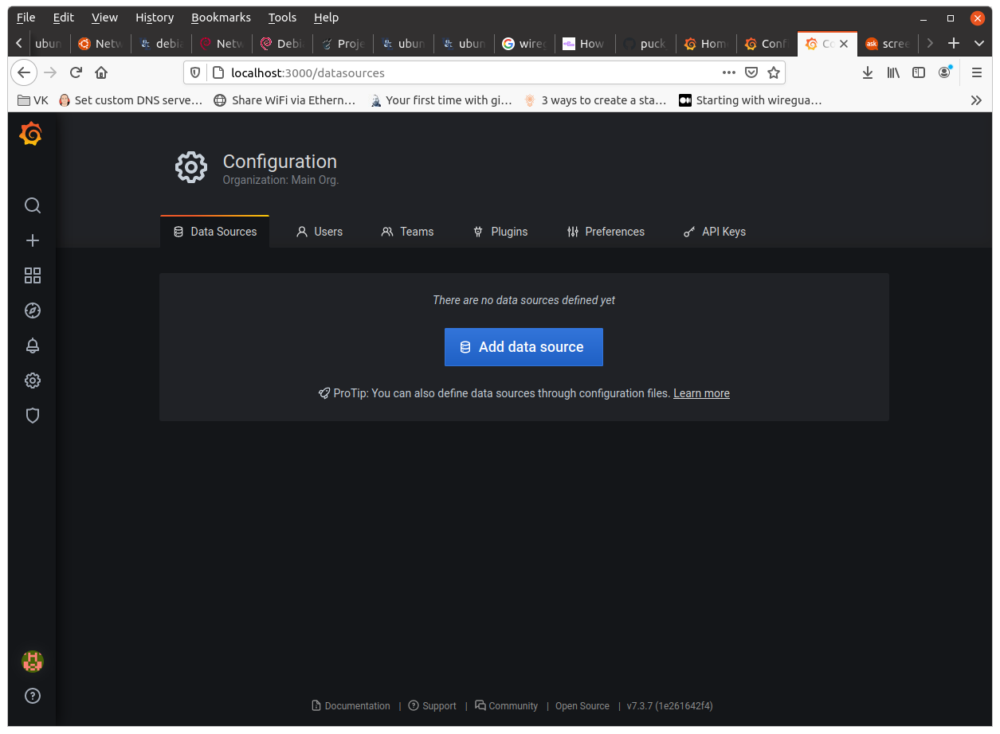 File Edit View History Bookmarks Tools Help
ubun Netw debia Netw Debia Proje ubun ubun wireg How puck Hom Confi Co scree
localhost:3000/datasources
VK Set custom DNS serve… Share WiFi via Ethern… Your first time with gi… 3 ways to create a sta… Starting with wiregua…
Configuration
Organization: Main Org.
Data Sources Users Teams Plugins Preferences API Keys
There are no data sources defined yet
Add data source
ProTip: You can also define data sources through configuration files. Learn more
Documentation | Support | Community | Open Source | v7.3.7 (1e261642f4)